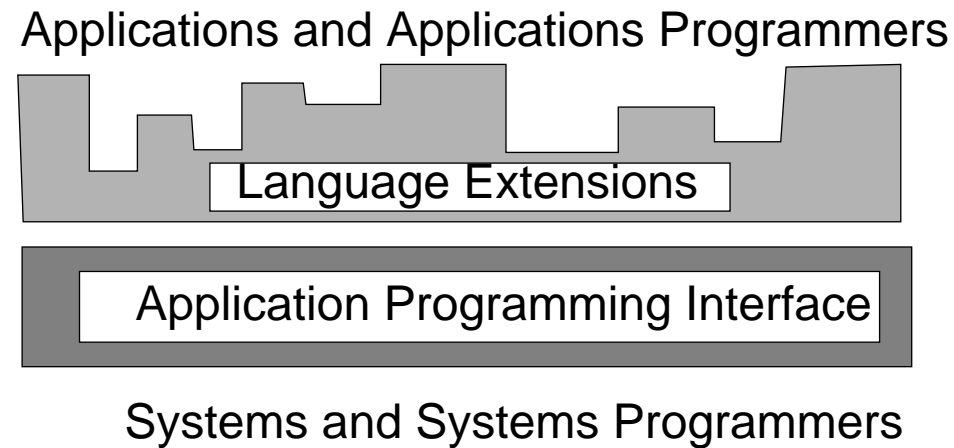 Applications and Applications Programmers
Language Extensions
Application Programming Interface
Systems and Systems Programmers